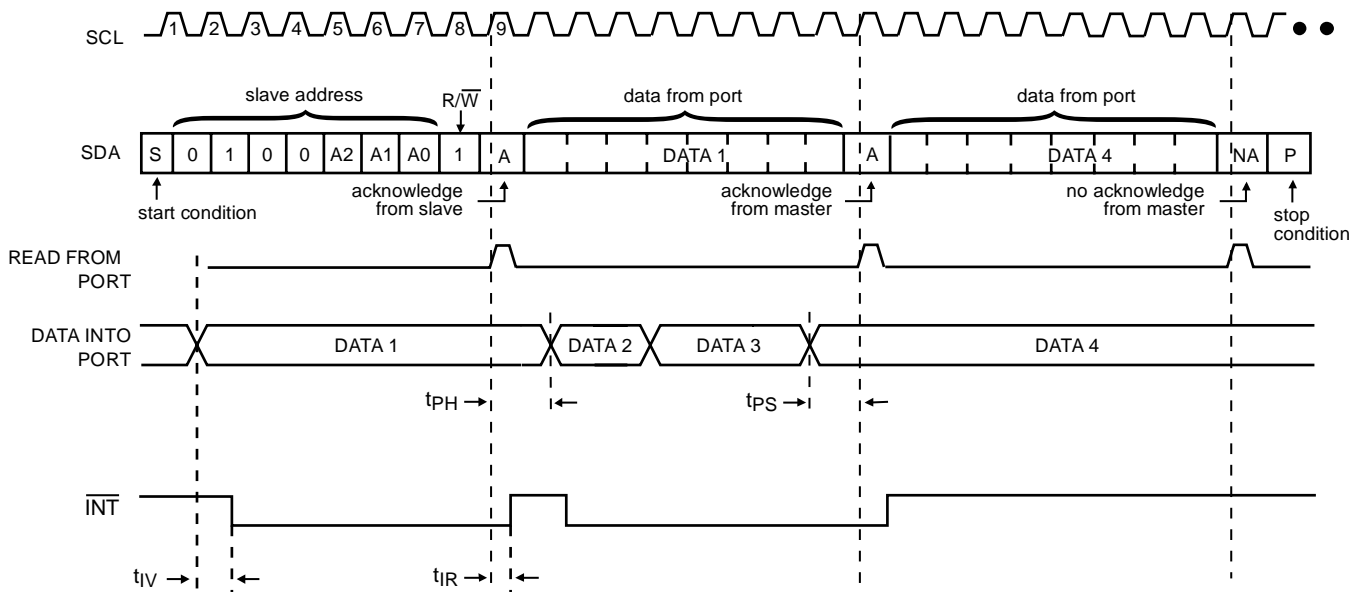 SCL 1 2 3 4 5 6 7 8 9
slave address R/W̅ data from port data from port
SDA S 0 1 0 0 A2 A1 A0 1 A DATA 1 A DATA 4 NA P
start condition
acknowledge
from slave
acknowledge
from master
no acknowledge
from master
stop
condition
READ FROM
PORT
DATA INTO
PORT
DATA 1 DATA 2 DATA 3 DATA 4
tPH tPS
I̅N̅T̅
tIV tIR